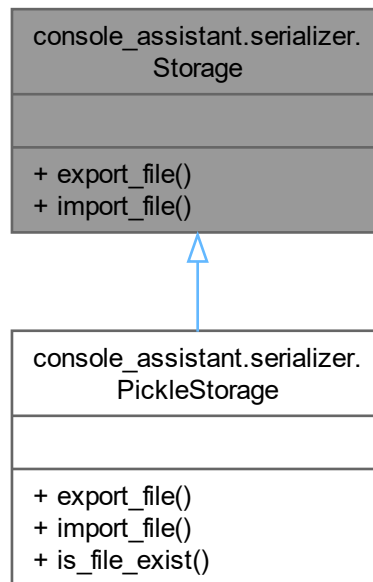 console_assistant.serializer.
Storage
+ export_file()
+ import_file()
console_assistant.serializer.
PickleStorage
+ export_file()
+ import_file()
+ is_file_exist()